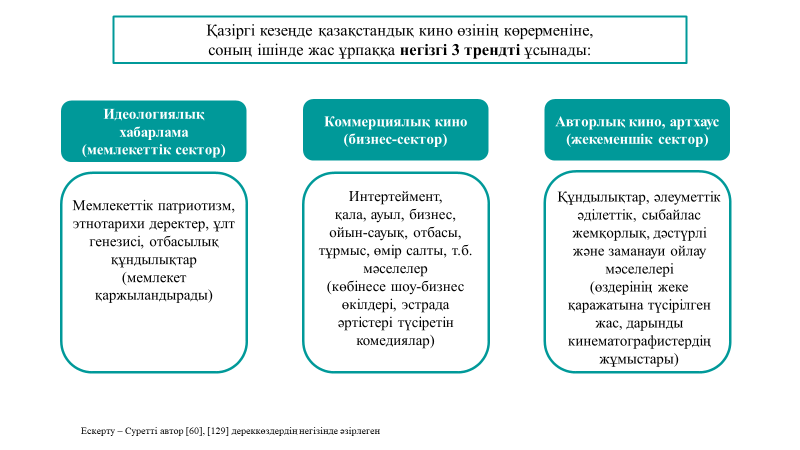 Қазіргі кезеңде қазақстандық кино өзінің көрерменіне,
соның ішінде жас ұрпаққа негізгі 3 трендті ұсынады:
Идеологиялық
хабарлама
(мемлекеттік сектор)
Мемлекеттік патриотизм,
этнотарихи деректер, ұлт
генезисі, отбасылық
құндылықтар
(мемлекет
қаржыландырады)
Коммерциялық кино
(бизнес-сектор)
Интертеймент,
қала, ауыл, бизнес,
ойын-сауық, отбасы,
тұрмыс, өмір салты, т.б.
мәселелер
(көбінесе шоу-бизнес
өкілдері, эстрада
әртістері түсіретін
комедиялар)
Авторлық кино, артхаус
(жекеменшік сектор)
Құндылықтар, әлеуметтік
әділеттік, сыбайлас
жемқорлық, дәстүрлі
және заманауи ойлау
мәселелері
(өздерінің жеке
қаражатына түсірілген
жас, дарынды
кинематографистердің
жұмыстары)
Ескерту – Суретті автор [60], [129] дереккөздердің негізінде әзірлеген